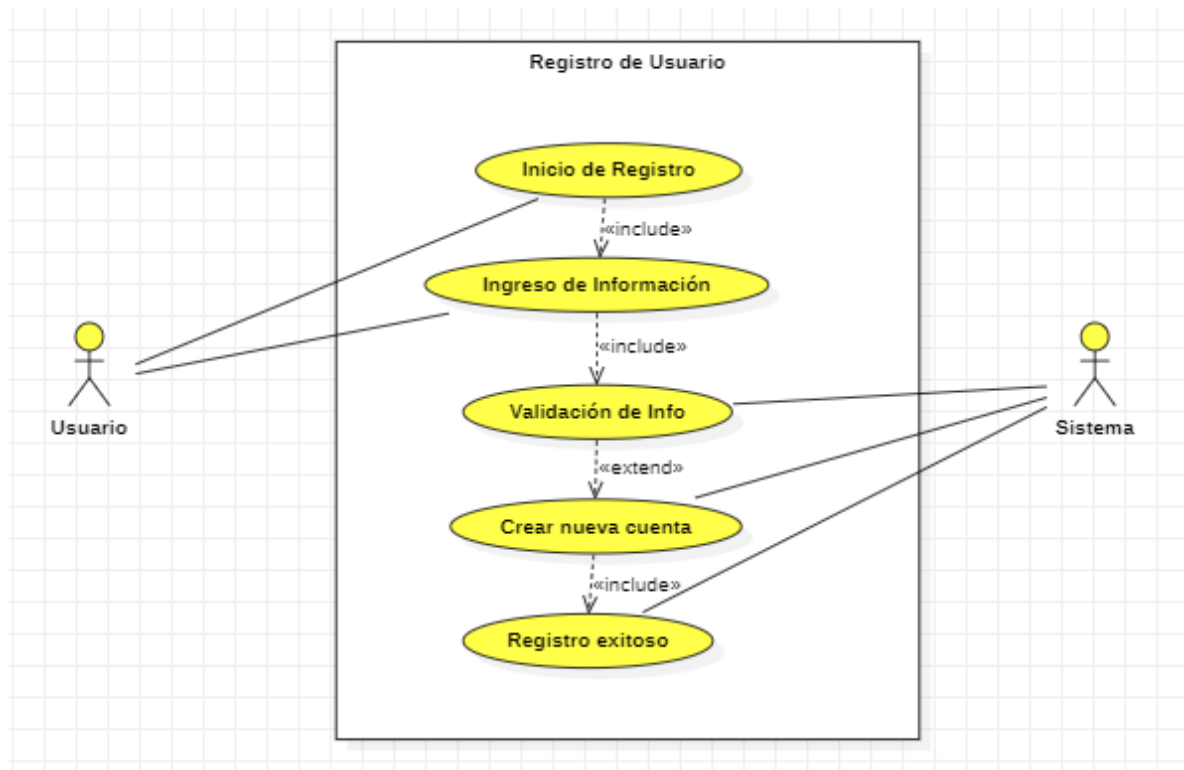 Registro de Usuario
Inicio de Registro
«include»
Ingreso de Información
«include»
Validación de Info
Usuario
Sistema
«extend»
Crear nueva cuenta
«include»
Registro exitoso